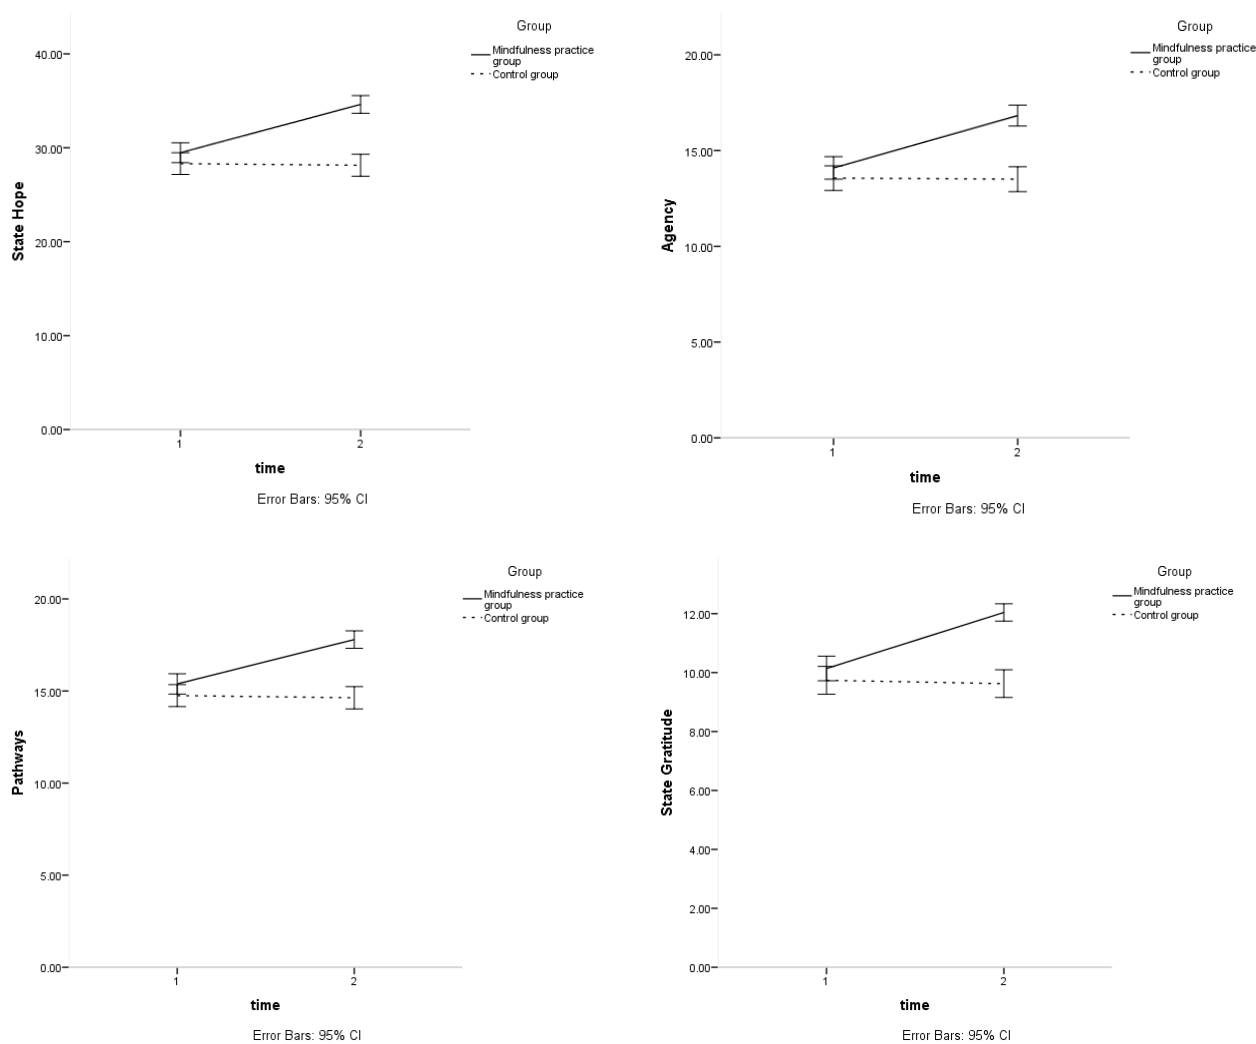 Group
Mindfulness practice
group
Control group
40.00
30.00
20.00
10.00
0.00
State Hope
1
2
time
Error Bars: 95% CI
Group
Mindfulness practice
group
Control group
20.00
15.00
10.00
5.00
0.00
Agency
1
2
time
Error Bars: 95% CI
Group
Mindfulness practice
group
Control group
20.00
15.00
10.00
5.00
0.00
Pathways
1
2
time
Error Bars: 95% CI
Group
Mindfulness practice
group
Control group
12.00
10.00
8.00
6.00
4.00
2.00
0.00
State Gratitude
1
2
time
Error Bars: 95% CI